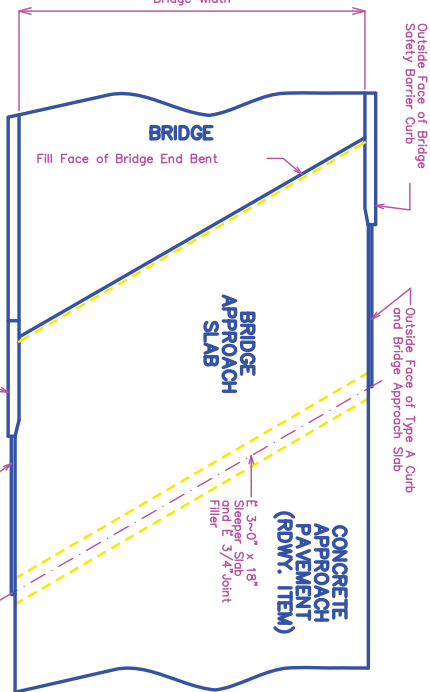 Bridge Width
Outside Face of Bridge
Safety Barrier Curb
BRIDGE
Fill Face of Bridge End Bent
Outside Face of Type A Curb
and Bridge Approach Slab
BRIDGE
APPROACH
SLAB
E 3~0" x 18"
Sleeper Slab
and E 3/4" Joint
Filler
CONCRETE
APPROACH
PAVEMENT
(RDWY. ITEM)